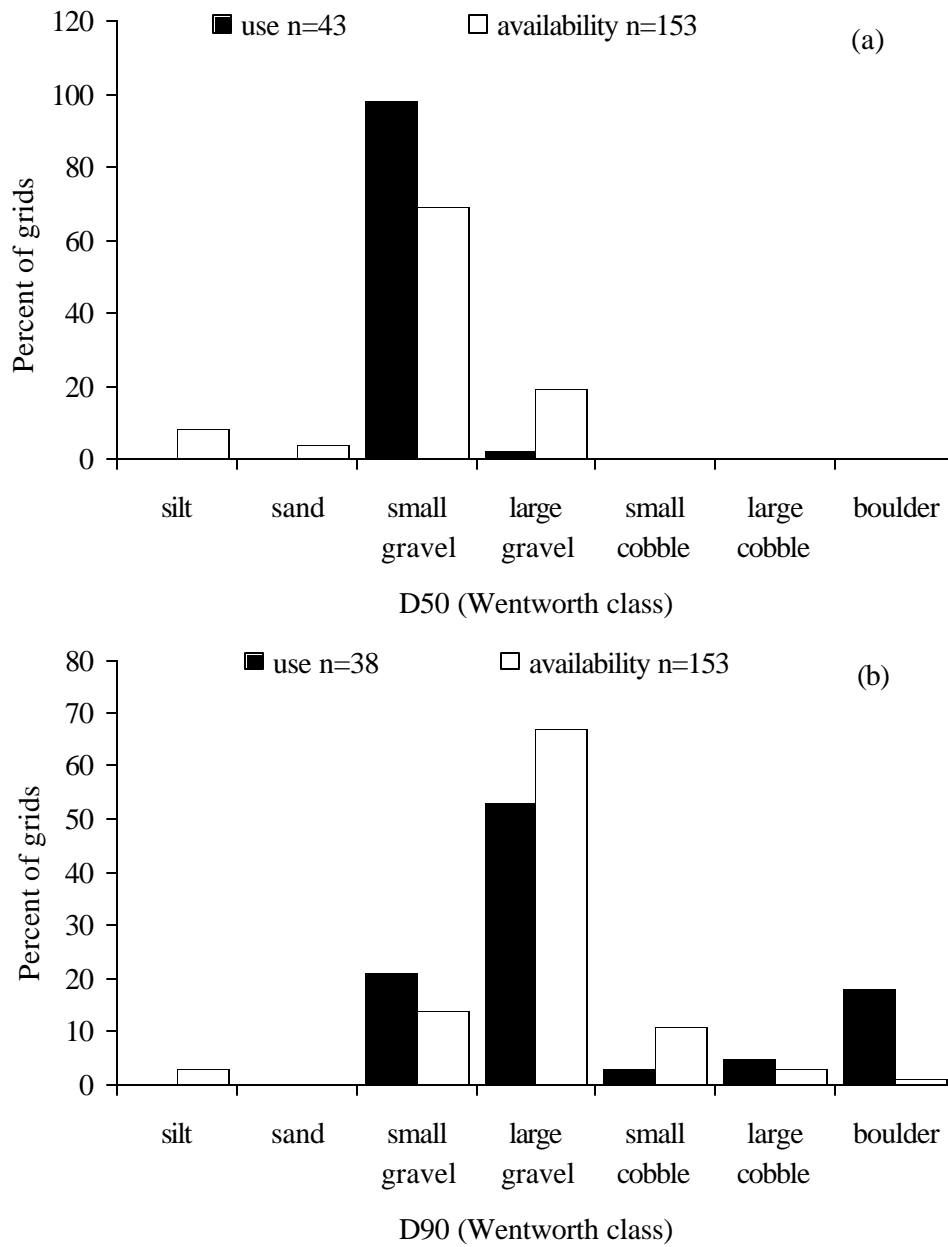 120
use n=43 availability n=153 (a)
100
80
60
40
20
0
Percent of grids
silt sand small gravel large gravel small cobble large cobble boulder
D50 (Wentworth class)
80
use n=38 availability n=153 (b)
70
60
50
40
30
20
10
0
Percent of grids
silt sand small gravel large gravel small cobble large cobble boulder
D90 (Wentworth class)